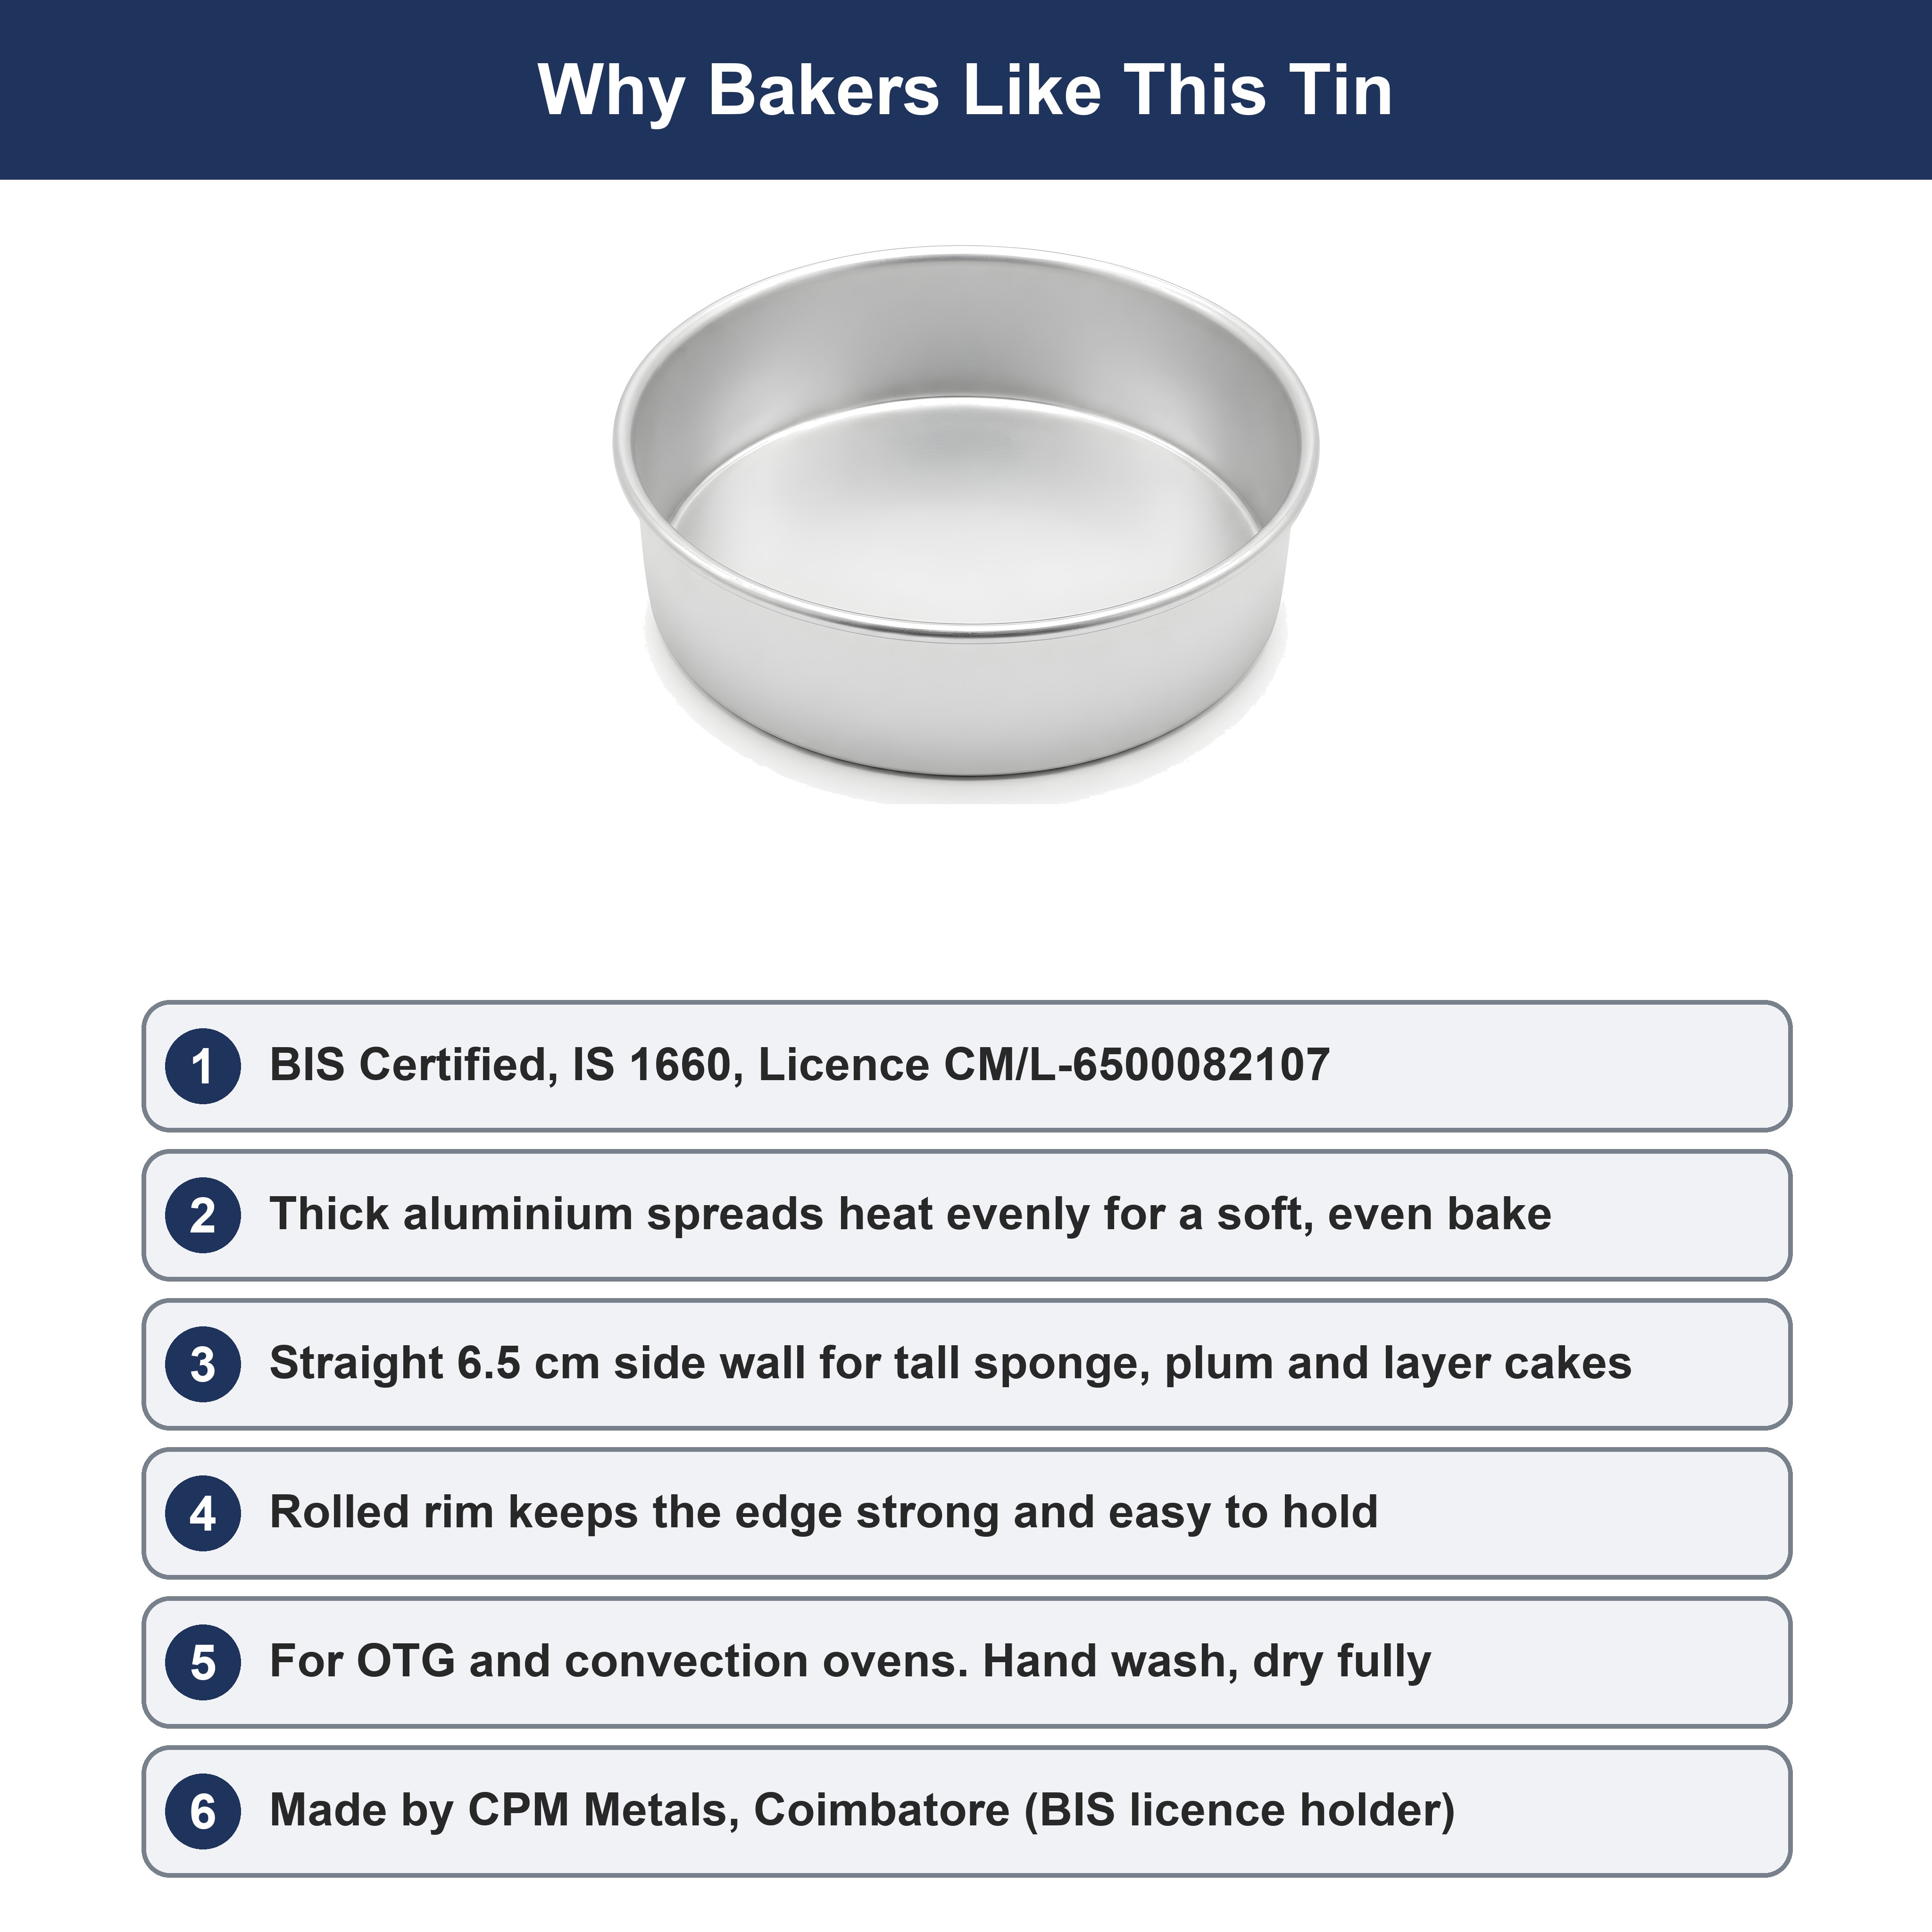 Why Bakers Like This Tin
1 BIS Certified, IS 1660, Licence CM/L-6500082107
2 Thick aluminium spreads heat evenly for a soft, even bake
3 Straight 6.5 cm side wall for tall sponge, plum and layer cakes
4 Rolled rim keeps the edge strong and easy to hold
5 For OTG and convection ovens. Hand wash, dry fully
6 Made by CPM Metals, Coimbatore (BIS licence holder)